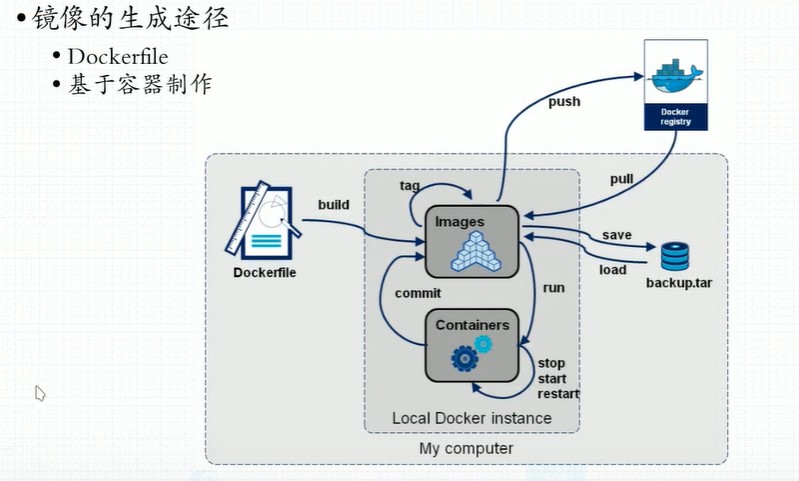 •镜像的生成途径
• Dockerfile
• 基于容器制作
push
Docker
registry
pull
tag
build
Images
save
load
backup.tar
Dockerfile
commit
run
Containers
stop
start
restart
Local Docker instance
My computer